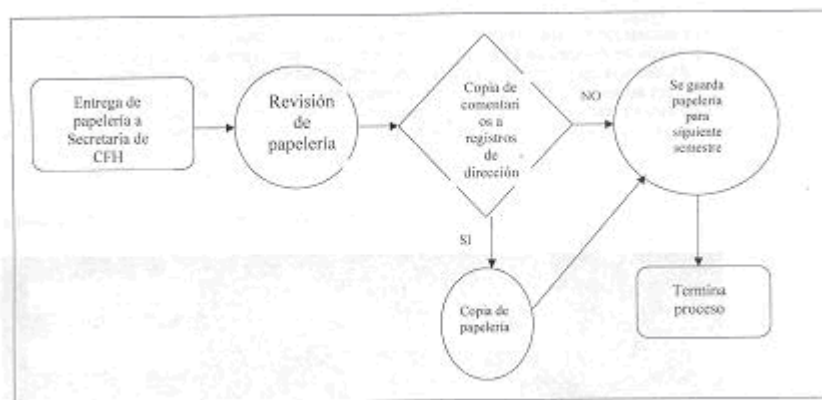 Entrega de
papelería a
Secretaria de
CFH
Revisión
de
papelería
Copia de
comentari
os a
registros
de
dirección
NO
Se guarda
papelería
para
siguiente
semestre
SI
Copia de
papelería
Termina
proceso